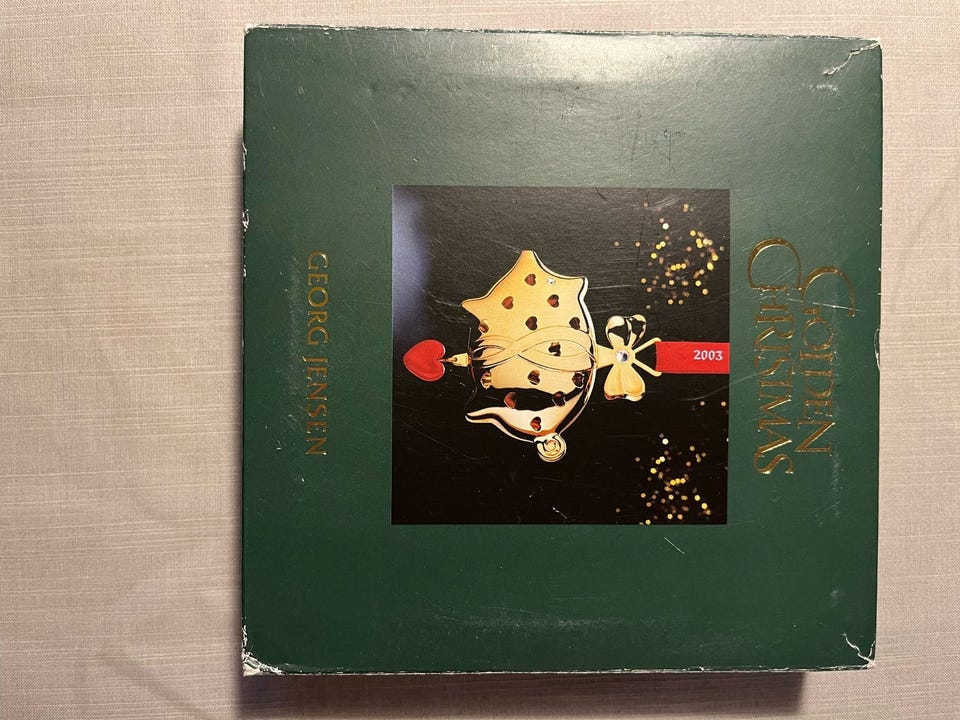 GOLDEN
CHRISTMAS
2003
GEORG JENSEN